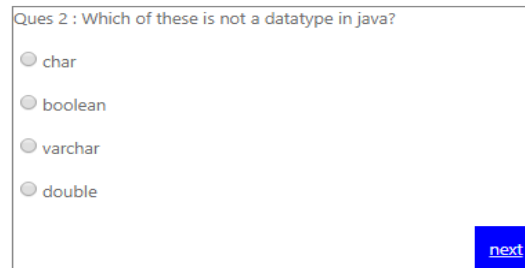 Ques 2 : Which of these is not a datatype in java?
char
boolean
varchar
double
next